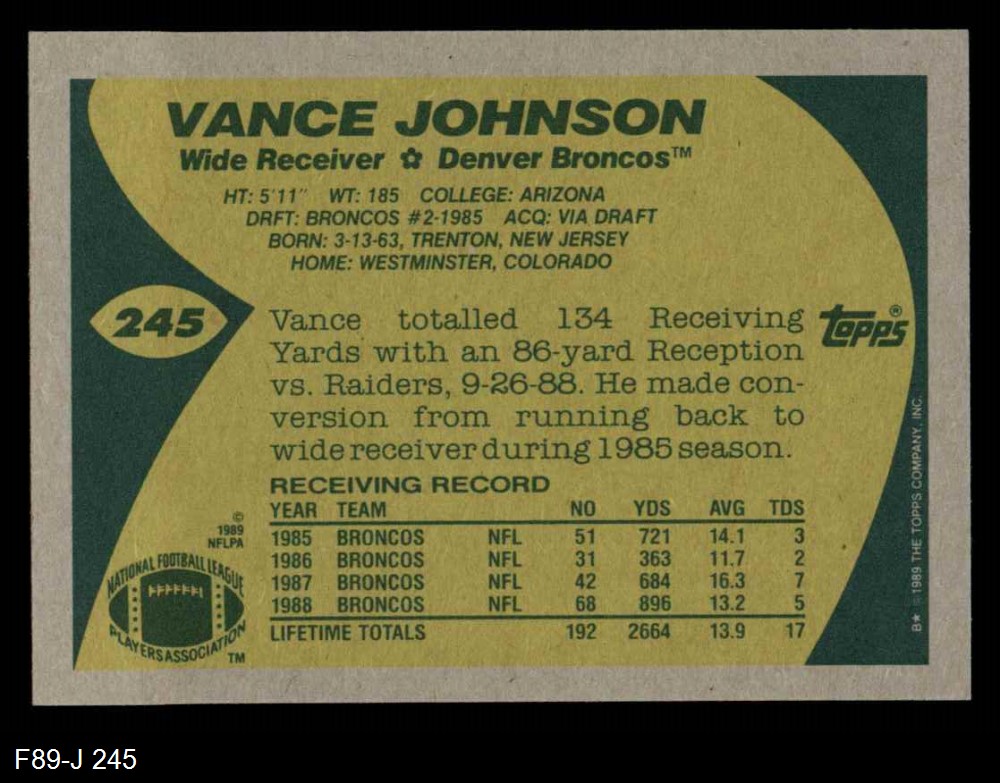 VANCE JOHNSON
Wide Receiver ✿ Denver Broncos™
HT: 5'11" WT: 185 COLLEGE: ARIZONA
DRFT: BRONCOS #2-1985 ACQ: VIA DRAFT
BORN: 3-13-63, TRENTON, NEW JERSEY
HOME: WESTMINSTER, COLORADO
245
Vance totalled 134 Receiving
Yards with an 86-yard Reception
vs. Raiders, 9-26-88. He made con-
version from running back to
wide receiver during 1985 season.
topps®
RECEIVING RECORD
YEAR TEAM NO YDS AVG TDS
1985 BRONCOS NFL 51 721 14.1 3
1986 BRONCOS NFL 31 363 11.7 2
1987 BRONCOS NFL 42 684 16.3 7
1988 BRONCOS NFL 68 896 13.2 5
LIFETIME TOTALS 192 2664 13.9 17
©
1989
NFLPA
NATIONAL FOOTBALL LEAGUE
PLAYERS ASSOCIATION
TM
B★ © 1989 THE TOPPS COMPANY, INC.
F89-J 245